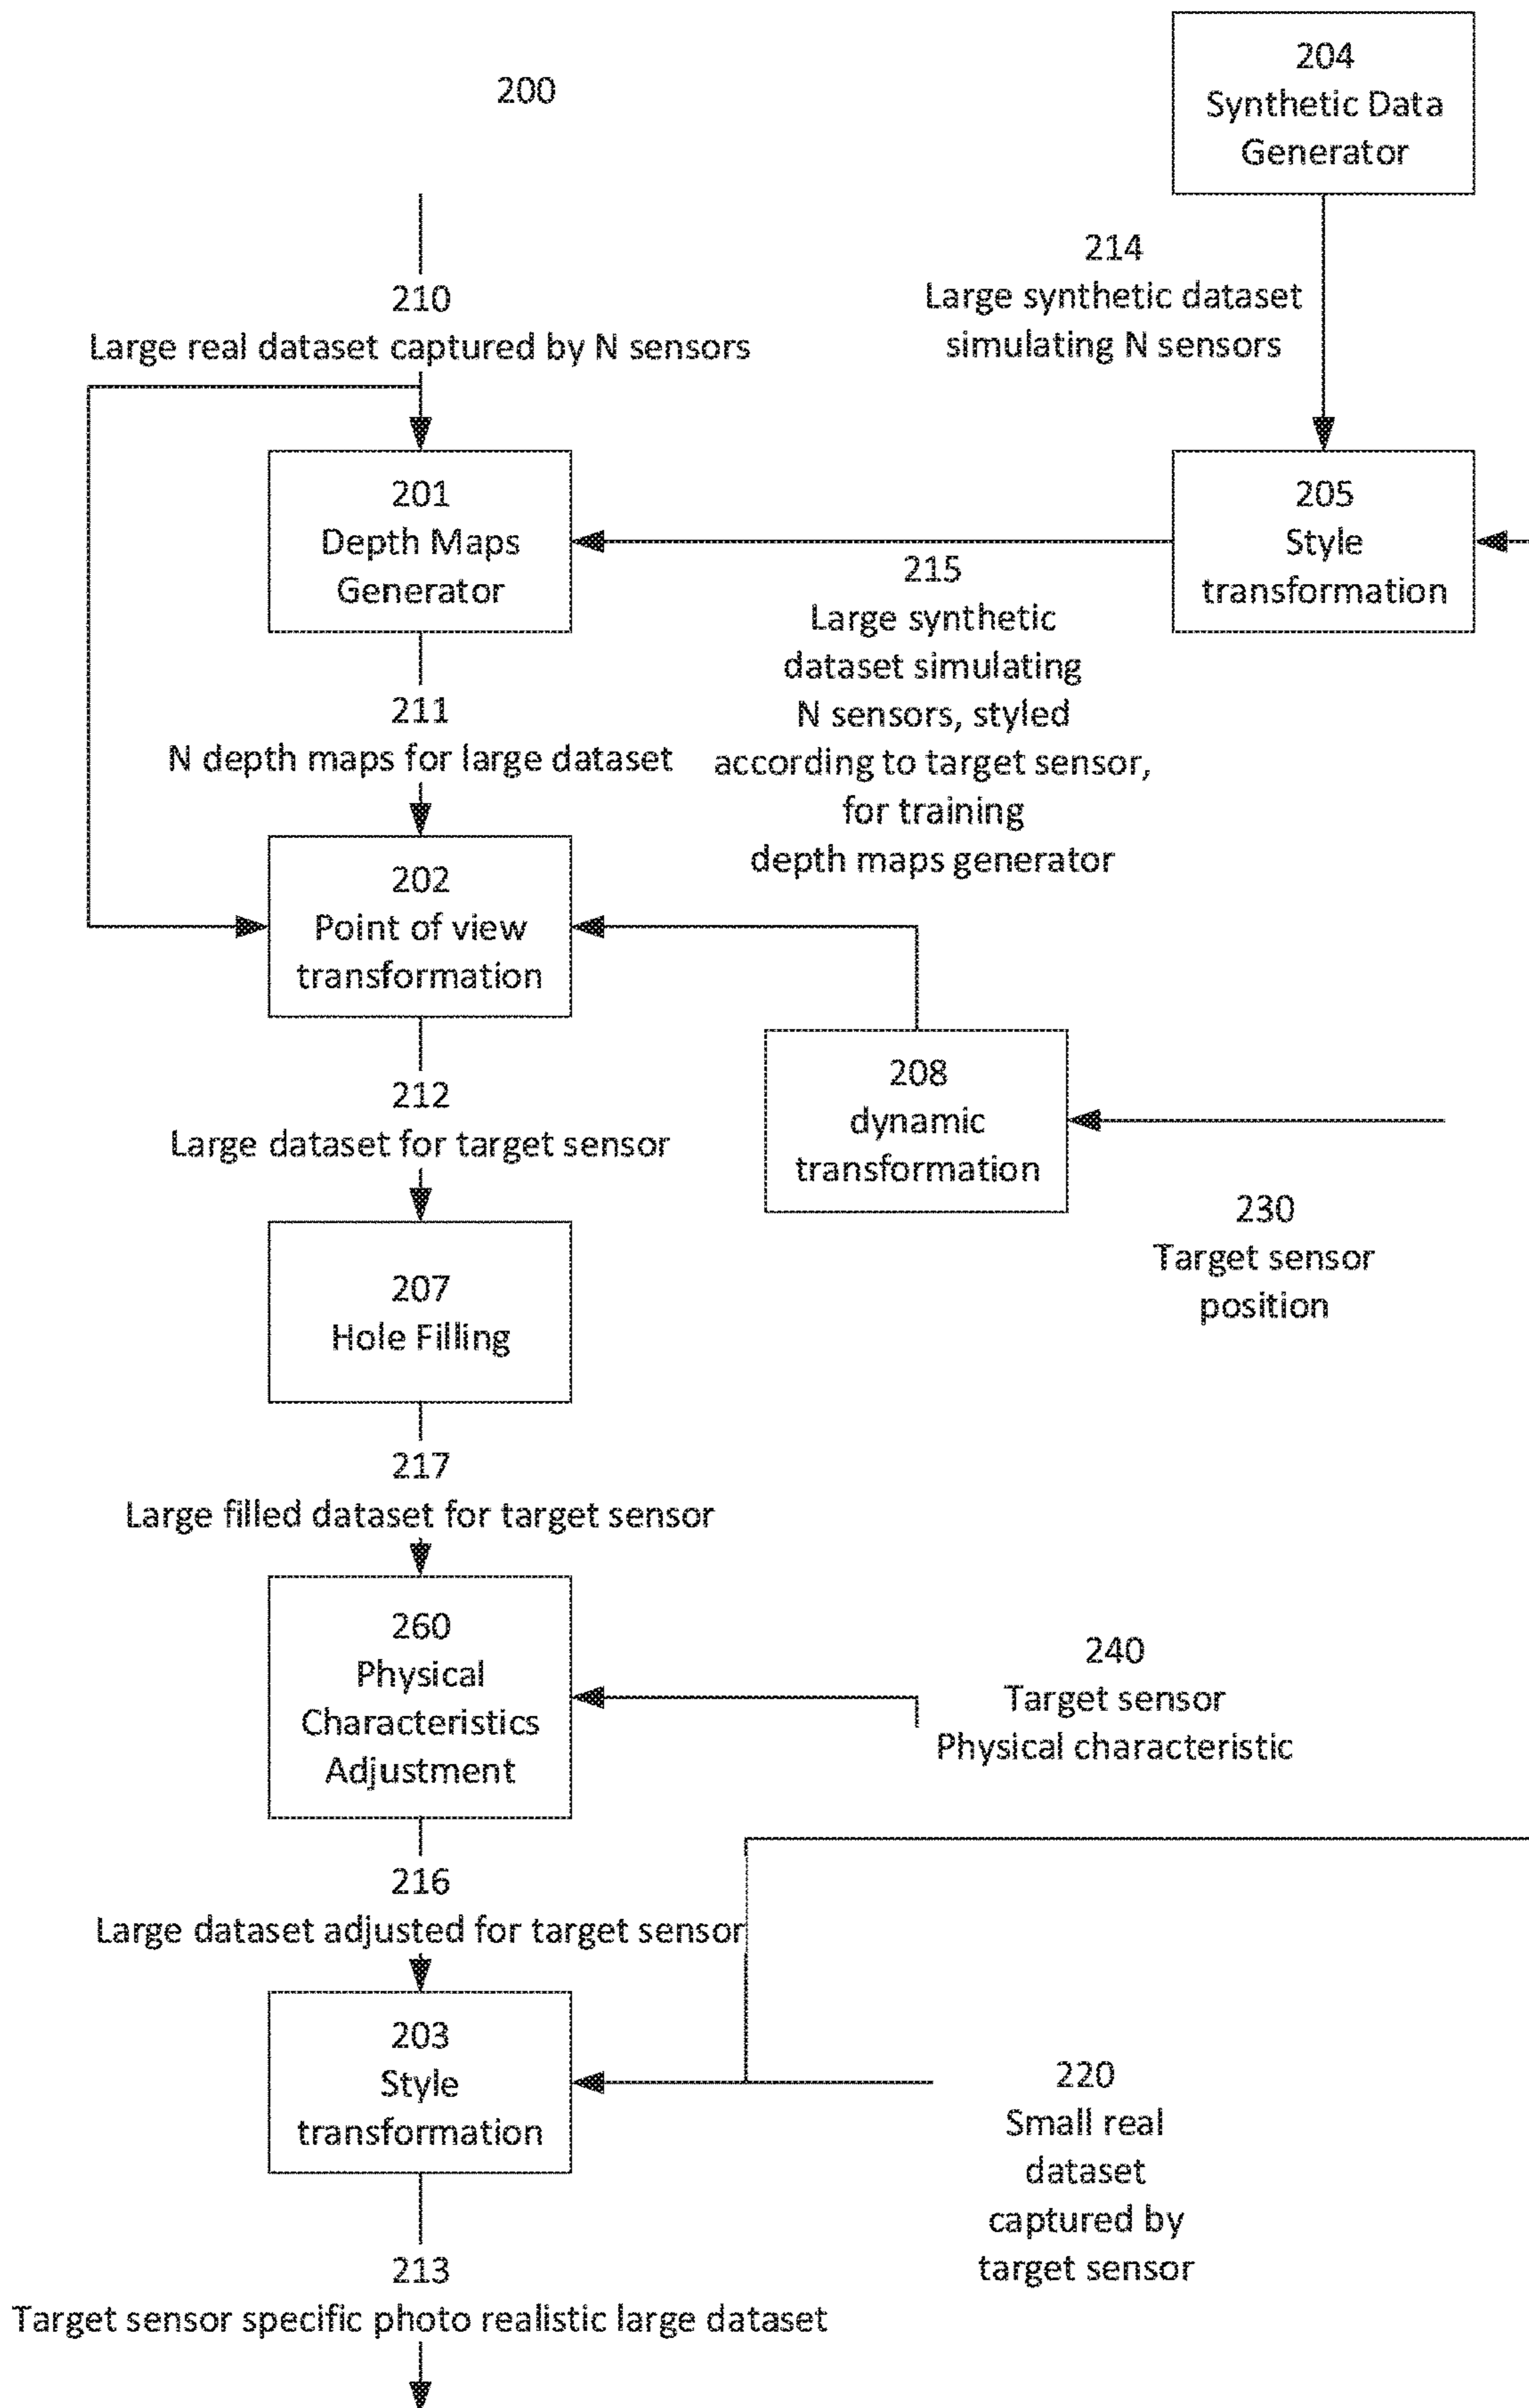 200
204
Synthetic Data
Generator
214
Large synthetic dataset
simulating N sensors
210
Large real dataset captured by N sensors
201
Depth Maps
Generator
205
Style
transformation
215
Large synthetic
dataset simulating
N sensors, styled
according to target sensor,
for training
depth maps generator
211
N depth maps for large dataset
202
Point of view
transformation
208
dynamic
transformation
212
Large dataset for target sensor
230
Target sensor
position
207
Hole Filling
217
Large filled dataset for target sensor
260
Physical
Characteristics
Adjustment
240
Target sensor
Physical characteristic
216
Large dataset adjusted for target sensor
203
Style
transformation
220
Small real
dataset
captured by
target sensor
213
Target sensor specific photo realistic large dataset